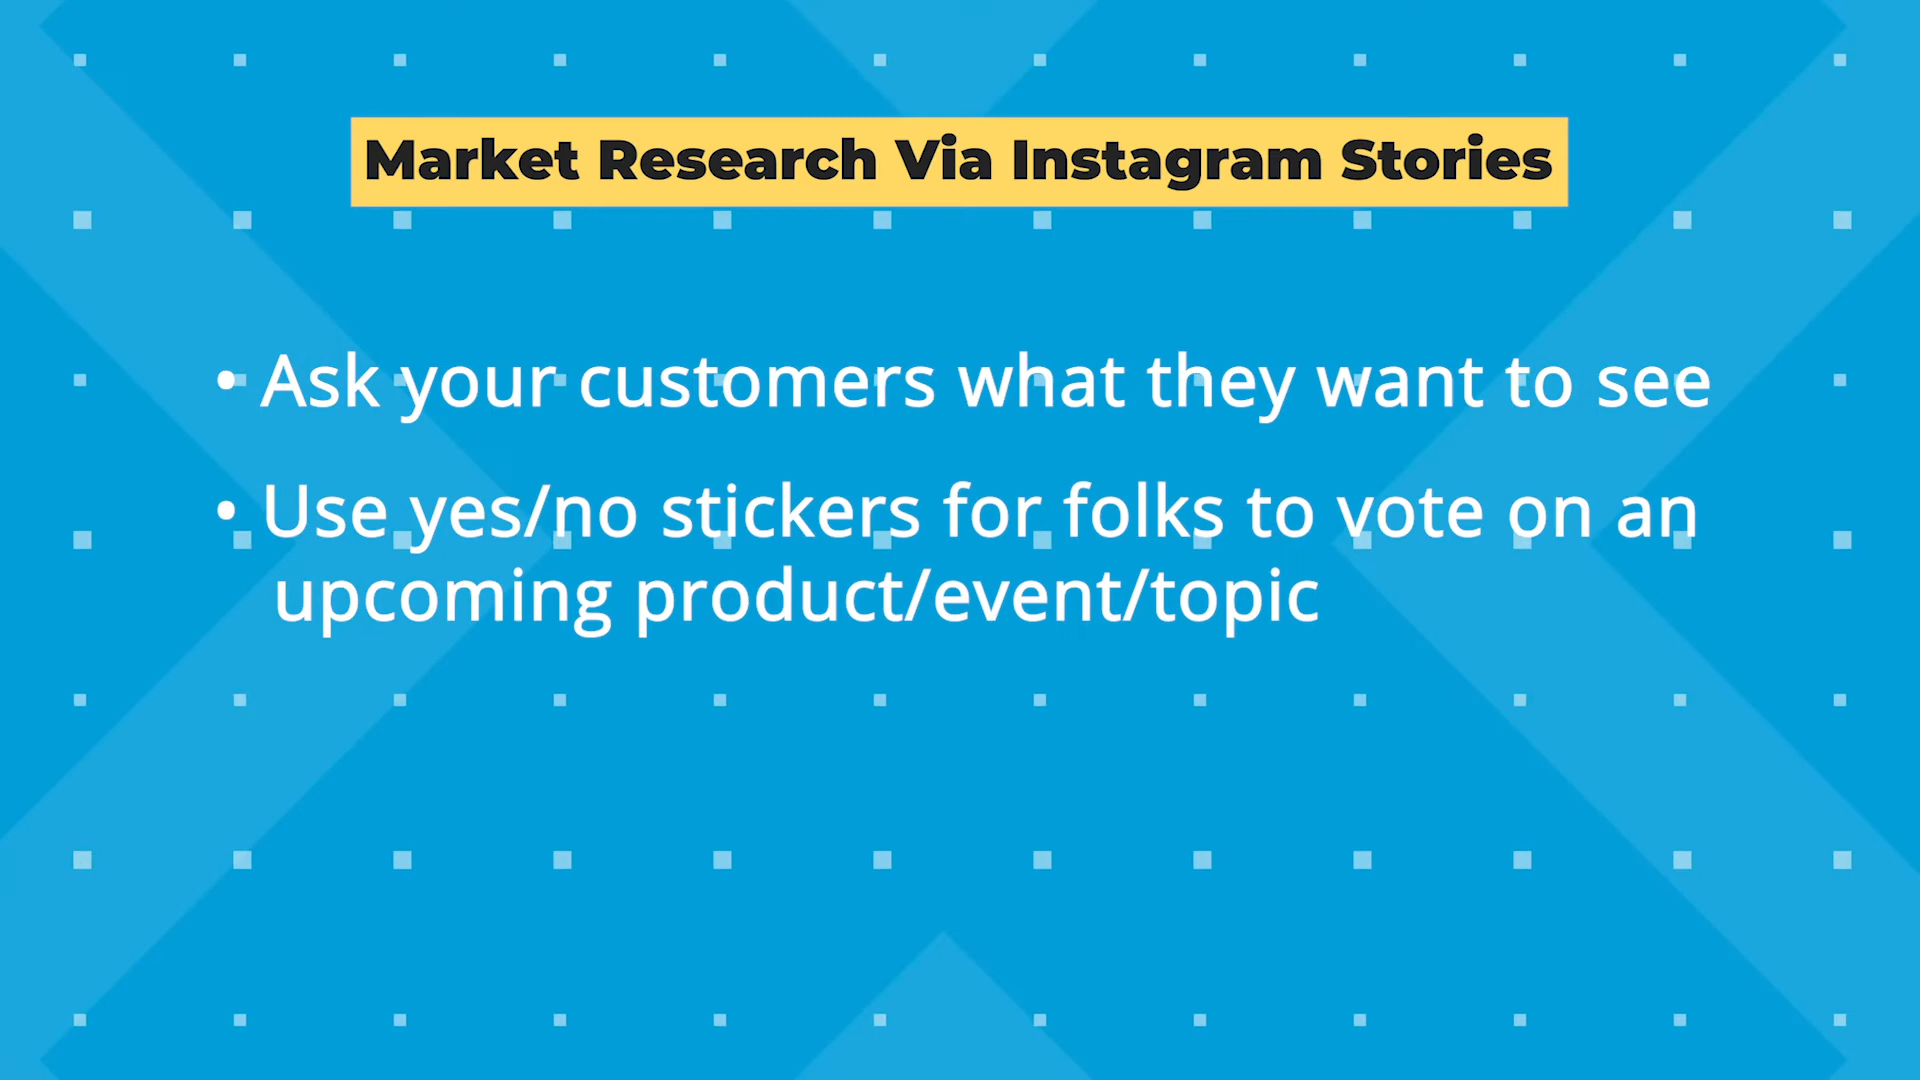 Market Research Via Instagram Stories
• Ask your customers what they want to see
• Use yes/no stickers for folks to vote on an
upcoming product/event/topic